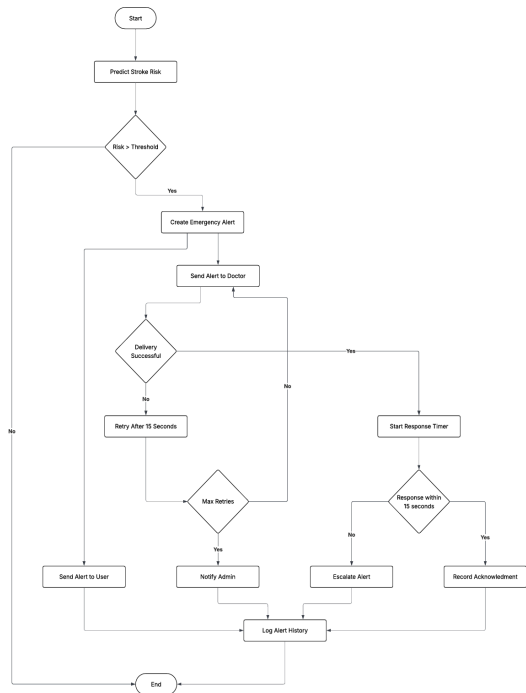 Start
Predict Stroke Risk
Risk > Threshold
Yes
Create Emergency Alert
Send Alert to Doctor
Delivery
Successful
Yes
No
No
Retry After 15 Seconds
Start Response Timer
No
Max Retries
Response within
15 seconds
No
Yes
Yes
Send Alert to User
Notify Admin
Escalate Alert
Record Acknowledment
Log Alert History
End